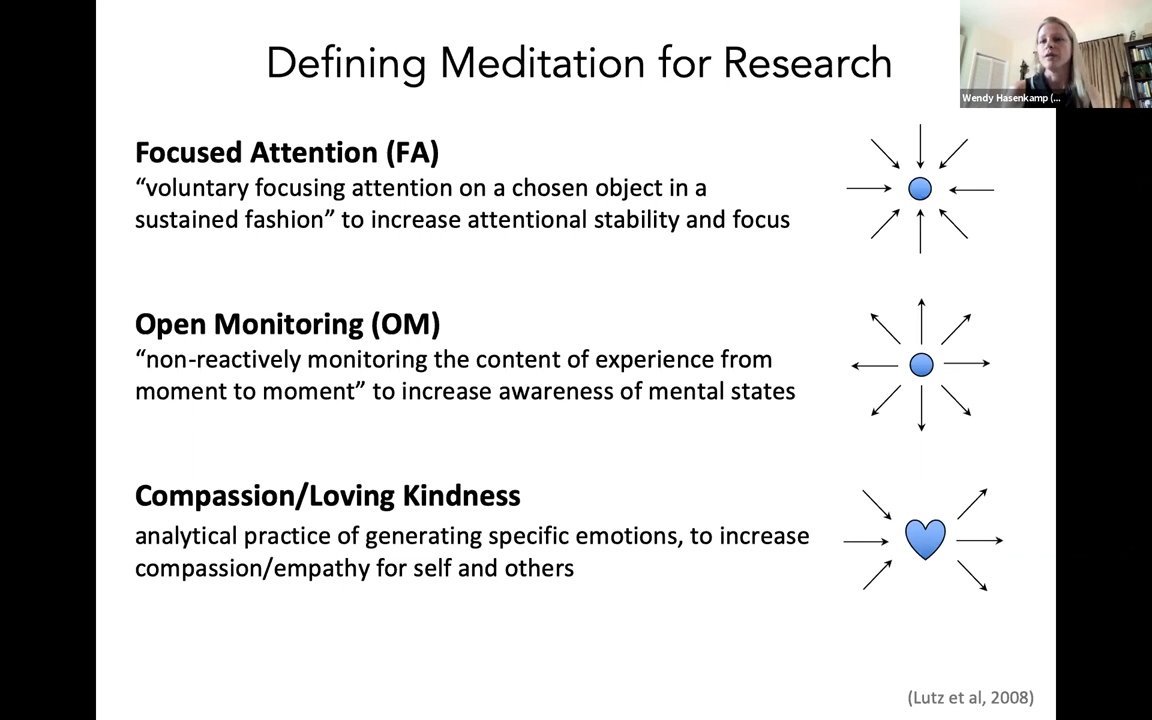 Defining Meditation for Research
Wendy Hasenkamp (...
Focused Attention (FA)
“voluntary focusing attention on a chosen object in a
sustained fashion” to increase attentional stability and focus
Open Monitoring (OM)
“non-reactively monitoring the content of experience from
moment to moment” to increase awareness of mental states
Compassion/Loving Kindness
analytical practice of generating specific emotions, to increase
compassion/empathy for self and others
(Lutz et al, 2008)